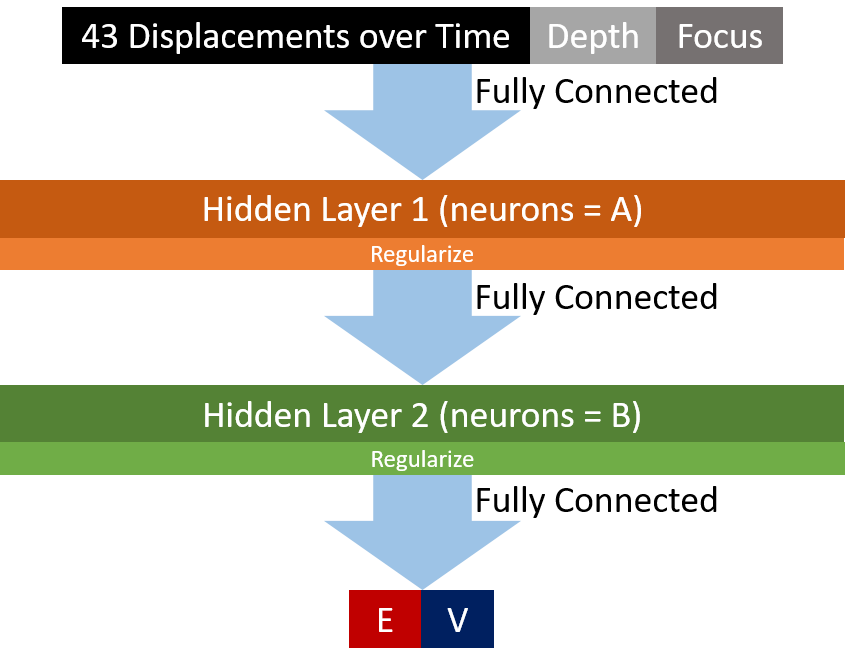 43 Displacements over Time Depth Focus
Fully Connected
Hidden Layer 1 (neurons = A)
Regularize
Fully Connected
Hidden Layer 2 (neurons = B)
Regularize
Fully Connected
E V